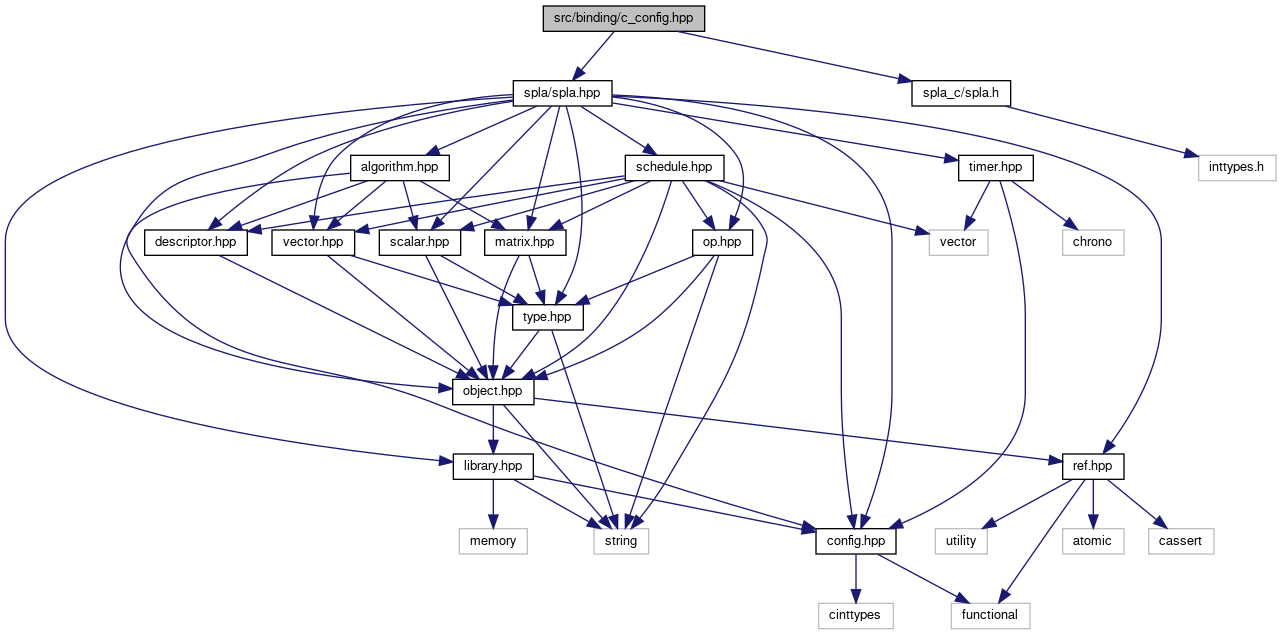 src/binding/c_config.hpp
spla/spla.hpp
spla_c/spla.h
algorithm.hpp
schedule.hpp
timer.hpp
inttypes.h
descriptor.hpp
vector.hpp
scalar.hpp
matrix.hpp
op.hpp
vector
chrono
type.hpp
object.hpp
library.hpp
ref.hpp
memory
string
config.hpp
utility
atomic
cassert
cinttypes
functional